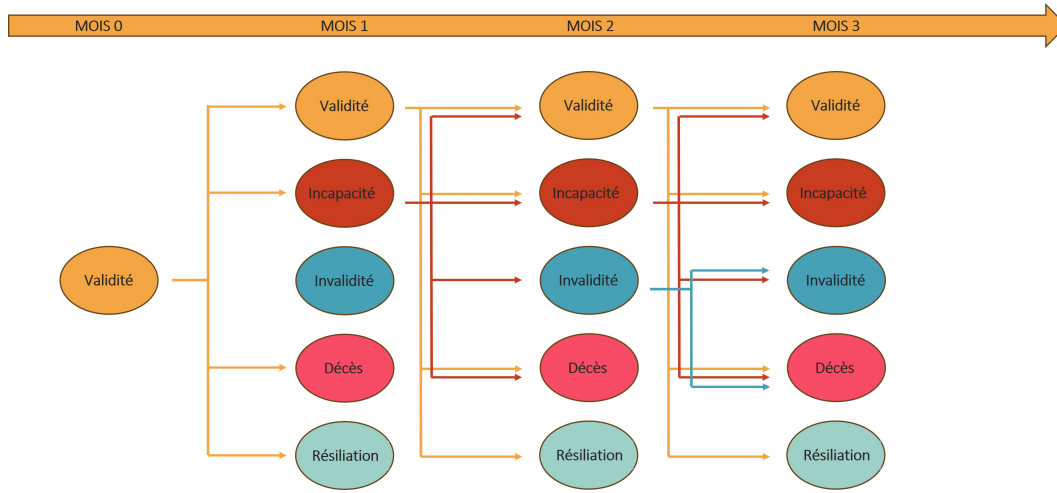 MOIS 0 MOIS 1 MOIS 2 MOIS 3
Validité Validité Validité
Incapacité Incapacité Incapacité
Validité Invalidité Invalidité Invalidité
Décès Décès Décès
Résiliation Résiliation Résiliation